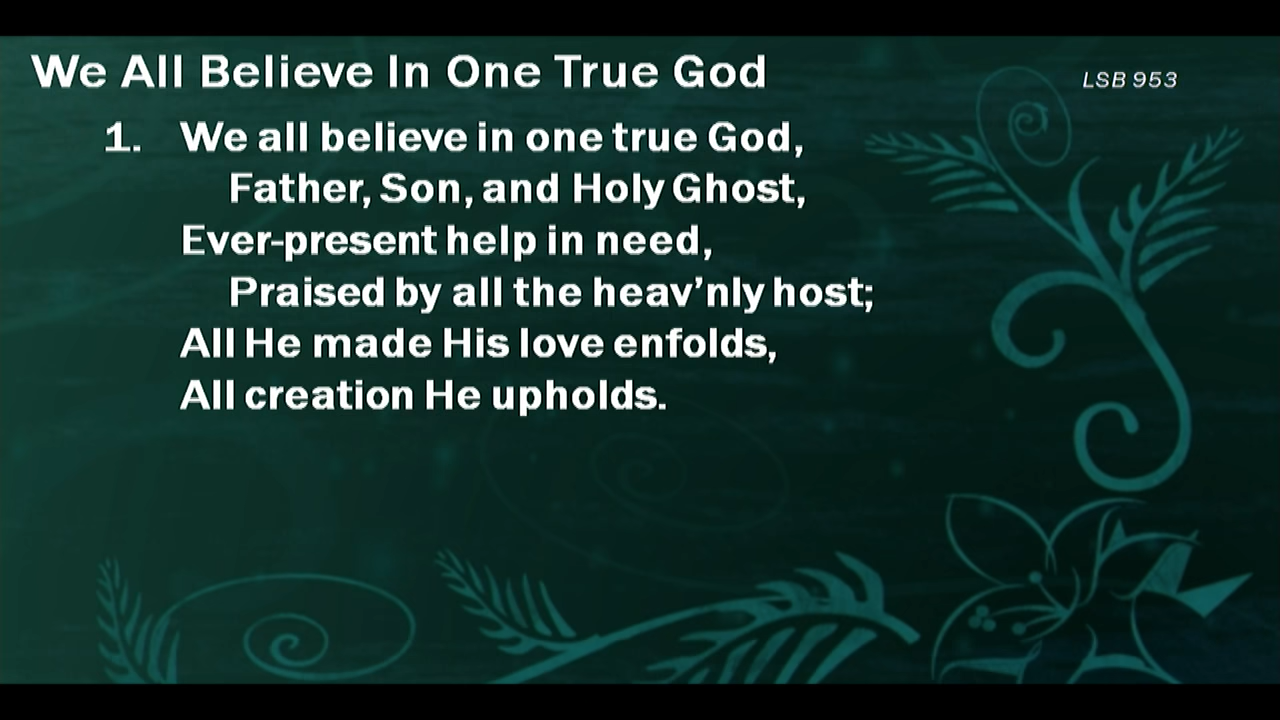 We All Believe In One True God
LSB 953
1. We all believe in one true God,
Father, Son, and Holy Ghost,
Ever-present help in need,
Praised by all the heav’nly host;
All He made His love enfolds,
All creation He upholds.